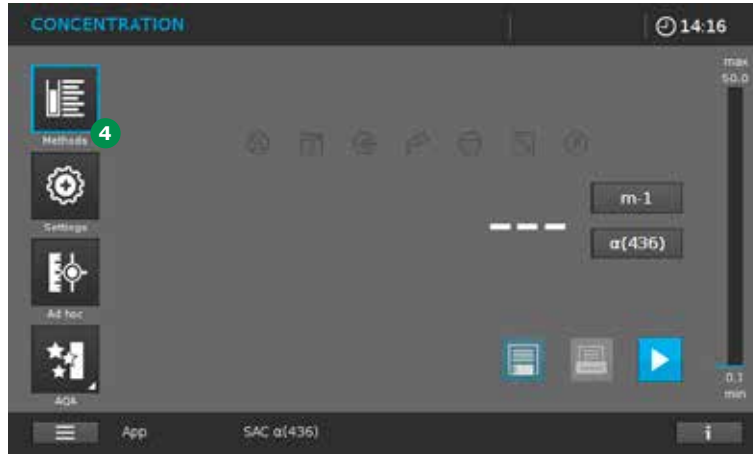 CONCENTRATION
14:16
max
50.0
Methods
4
Settings
m-1
α(436)
Ad hoc
AQA
0.1
min
App
SAC α(436)
i